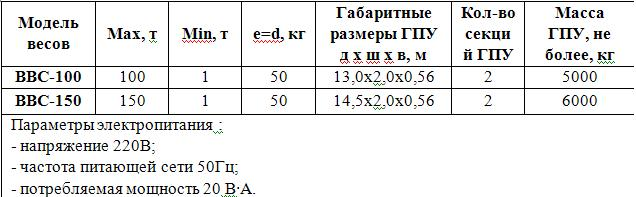 Модель весов Max, т Min, т e=d, кг Габаритные размеры ГПУ д х ш х в, м Кол-во секци й ГПУ Масса ГПУ, не более, кг
ВВС-100 100 1 50 13,0х2,0х0,56 2 5000
ВВС-150 150 1 50 14,5х2,0х0,56 2 6000
Параметры электропитания :
- напряжение 220В;
- частота питающей сети 50Гц;
- потребляемая мощность 20 В·А.